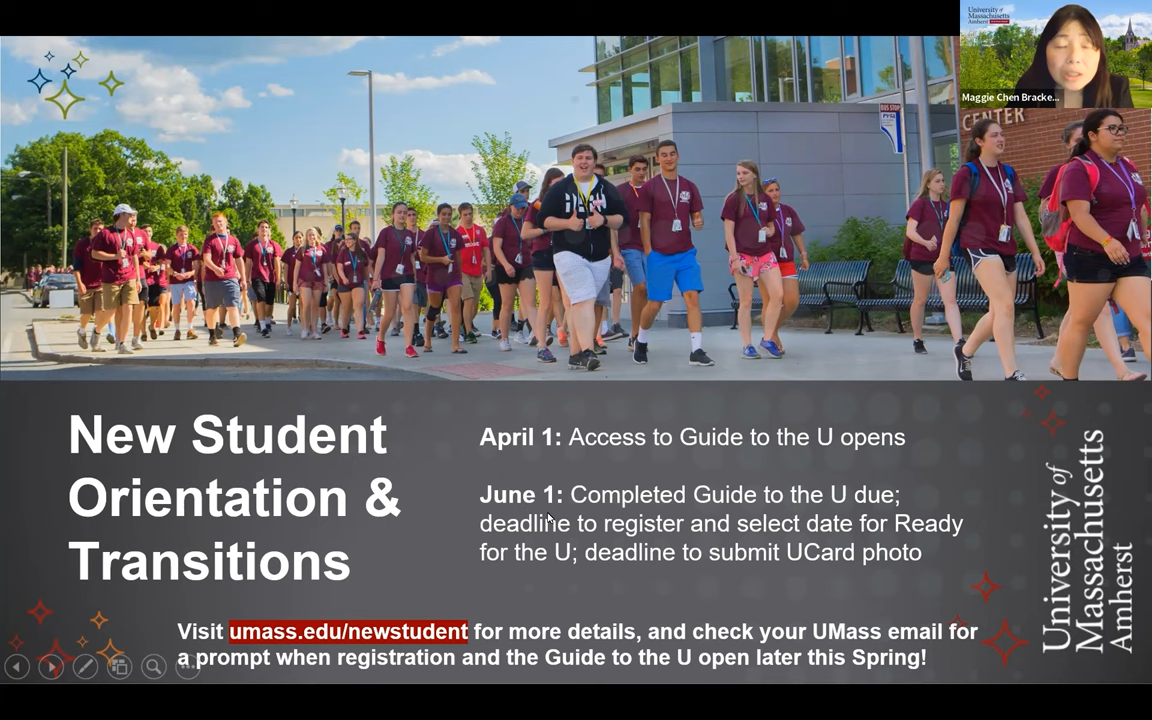 University of
Massachusetts
Amherst
Maggie Chen Bracke...
BUS STOP
CENTER
New Student
Orientation &
Transitions
April 1: Access to Guide to the U opens
June 1: Completed Guide to the U due;
deadline to register and select date for Ready
for the U; deadline to submit UCard photo
Visit umass.edu/newstudent for more details, and check your UMass email for
a prompt when registration and the Guide to the U open later this Spring!
University of
Massachusetts
Amherst